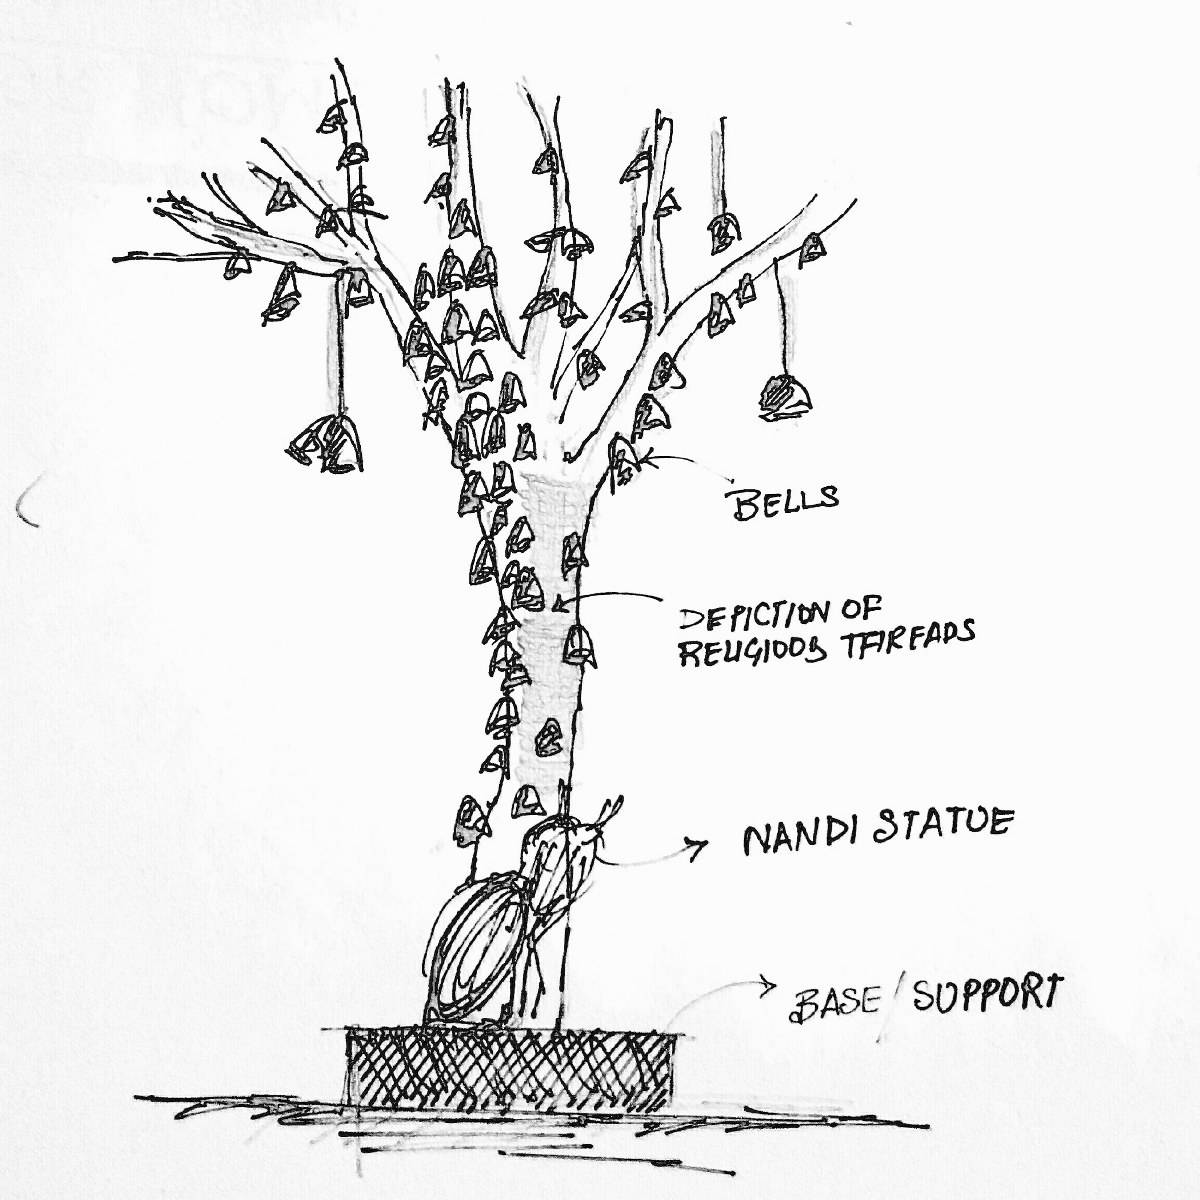 BELLS
DEPICTION OF
RELIGIOUS THREADS
NANDI STATUE
BASE/SUPPORT